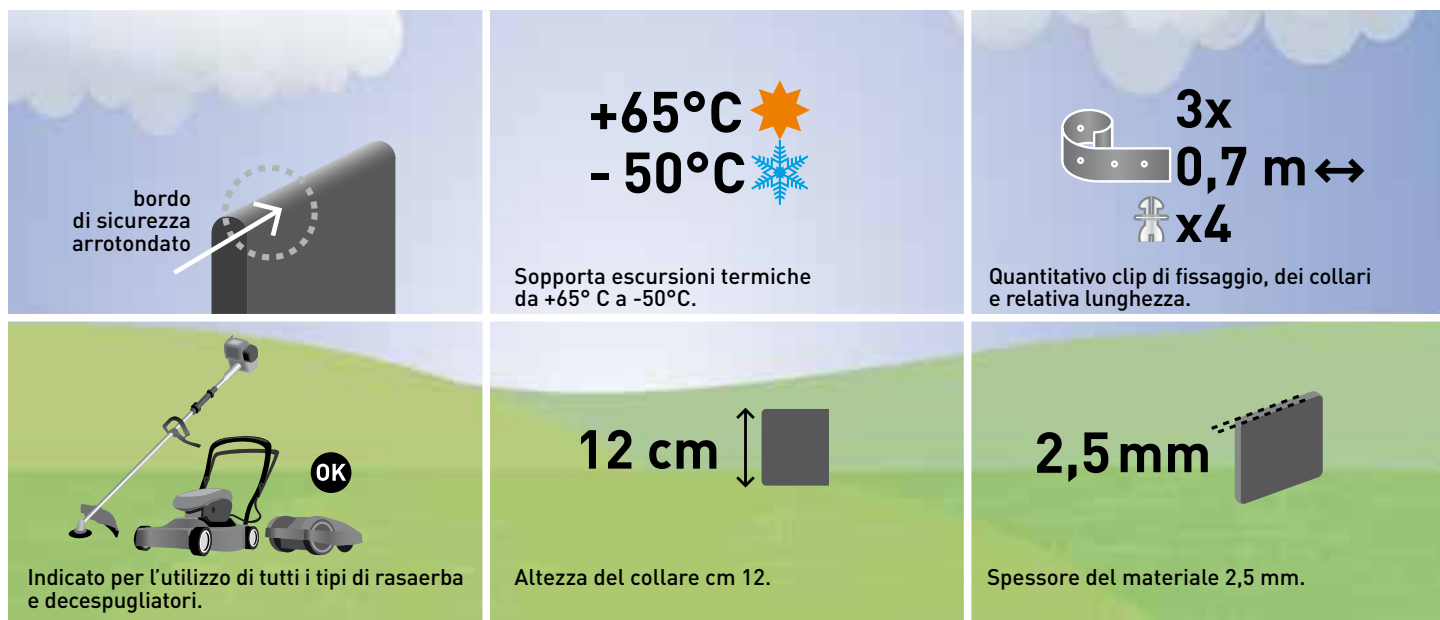 bordo
di sicurezza
arrotondato
+65°C
- 50°C
Sopporta escursioni termiche
da +65° C a -50°C.
3x
0,7 m
x4
Quantitativo clip di fissaggio, dei collari
e relativa lunghezza.
OK
Indicato per l'utilizzo di tutti i tipi di rasaerba
e decespugliatori.
12 cm
Altezza del collare cm 12.
2,5 mm
Spessore del materiale 2,5 mm.